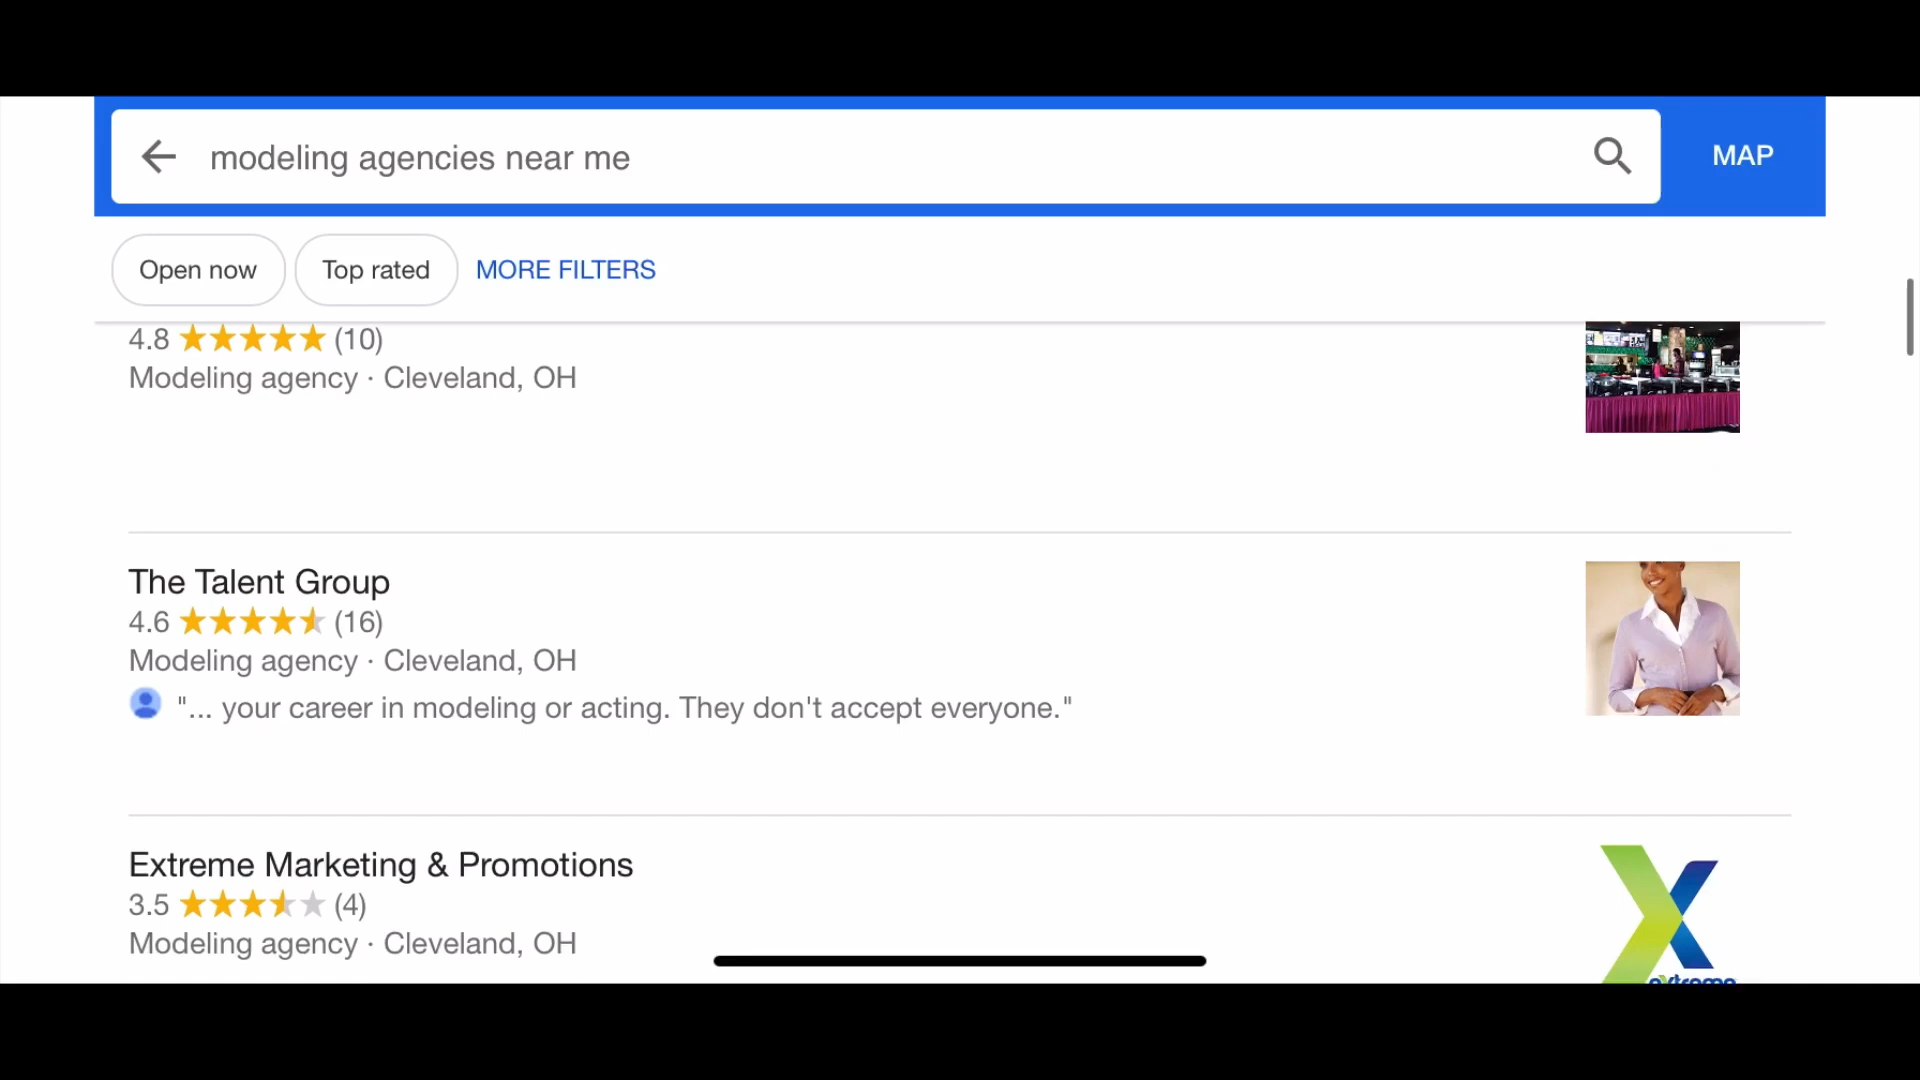 modeling agencies near me
MAP
Open now
Top rated
MORE FILTERS
4.8 (10)
Modeling agency · Cleveland, OH
The Talent Group
4.6 (16)
Modeling agency · Cleveland, OH
"... your career in modeling or acting. They don't accept everyone."
Extreme Marketing & Promotions
3.5 (4)
Modeling agency · Cleveland, OH
extreme